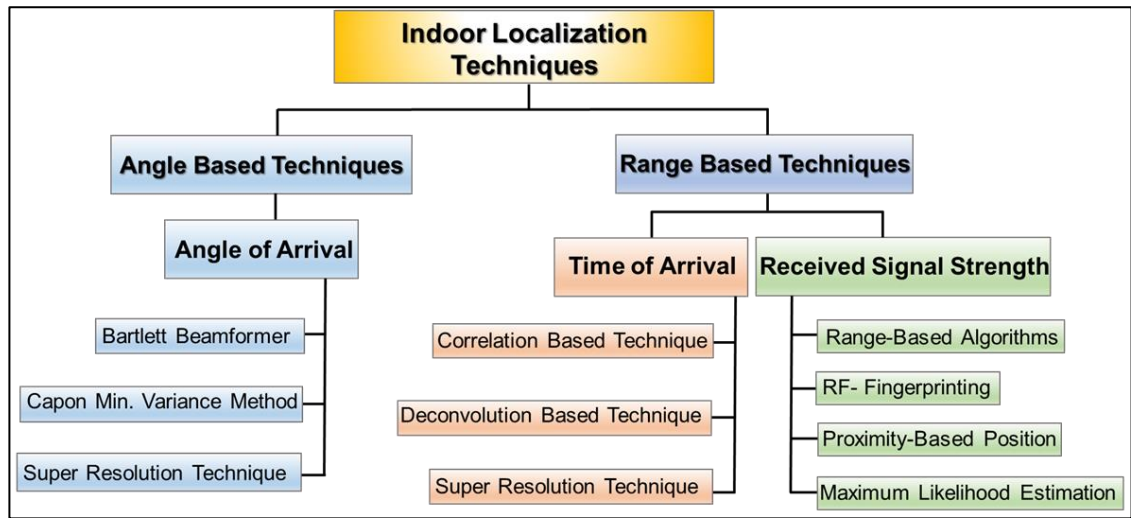 Indoor Localization
Techniques
Angle Based Techniques
Range Based Techniques
Angle of Arrival
Time of Arrival
Received Signal Strength
Bartlett Beamformer
Capon Min. Variance Method
Super Resolution Technique
Correlation Based Technique
Deconvolution Based Technique
Super Resolution Technique
Range-Based Algorithms
RF- Fingerprinting
Proximity-Based Position
Maximum Likelihood Estimation